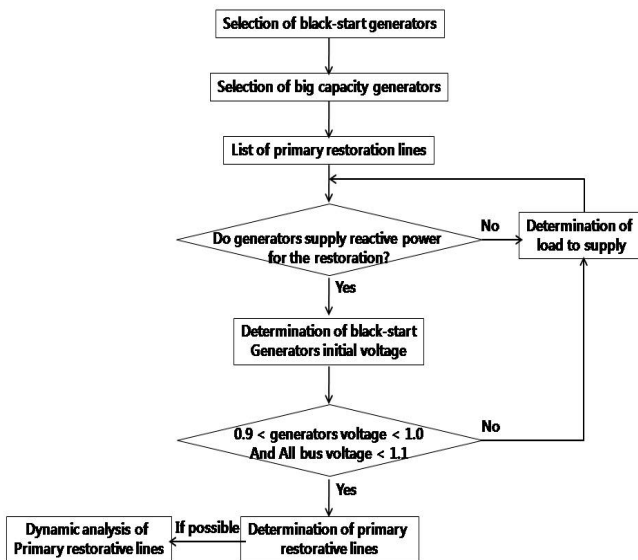 Selection of black-start generators
Selection of big capacity generators
List of primary restoration lines
Do generators supply reactive power
for the restoration?
No
Determination of
load to supply
Yes
Determination of black-start
Generators initial voltage
0.9 < generators voltage < 1.0
And All bus voltage < 1.1
No
Yes
Dynamic analysis of
Primary restorative lines
If possible
Determination of primary
restorative lines